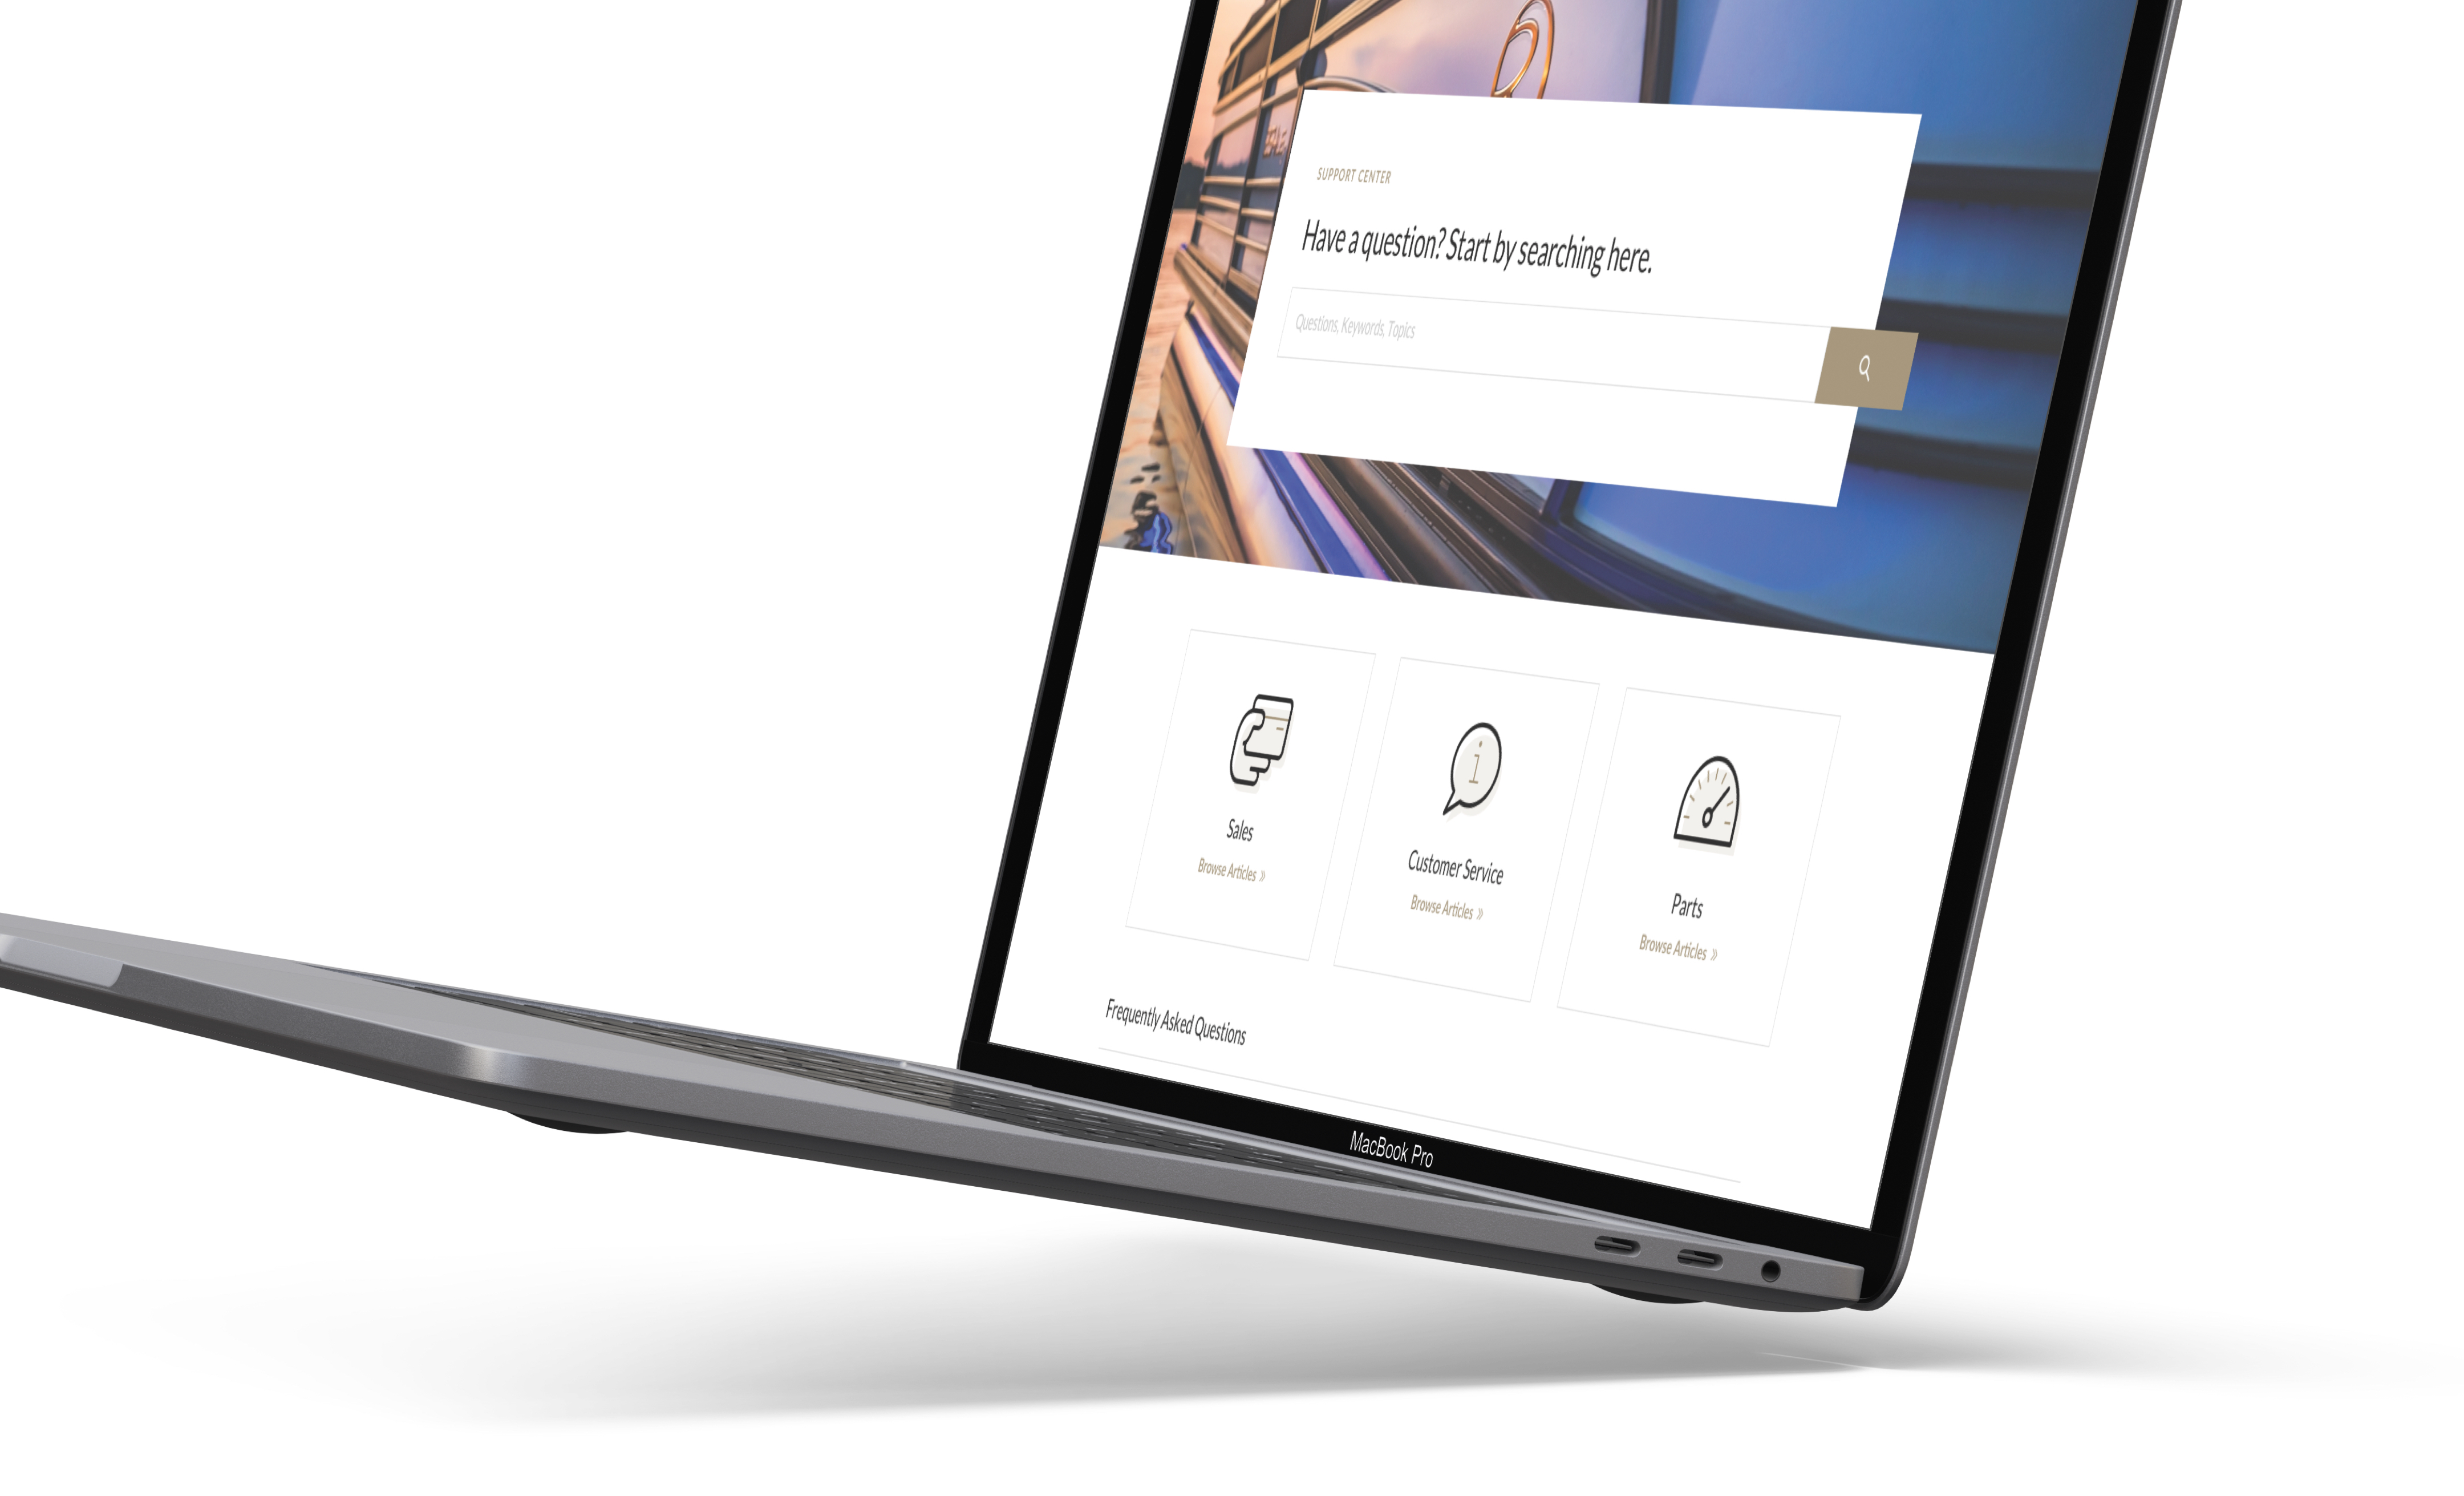 SUPPORT CENTER
Have a question? Start by searching here.
Questions, Keywords, Topics
Sales
Browse Articles »
Customer Service
Browse Articles »
Parts
Browse Articles »
Frequently Asked Questions
MacBook Pro